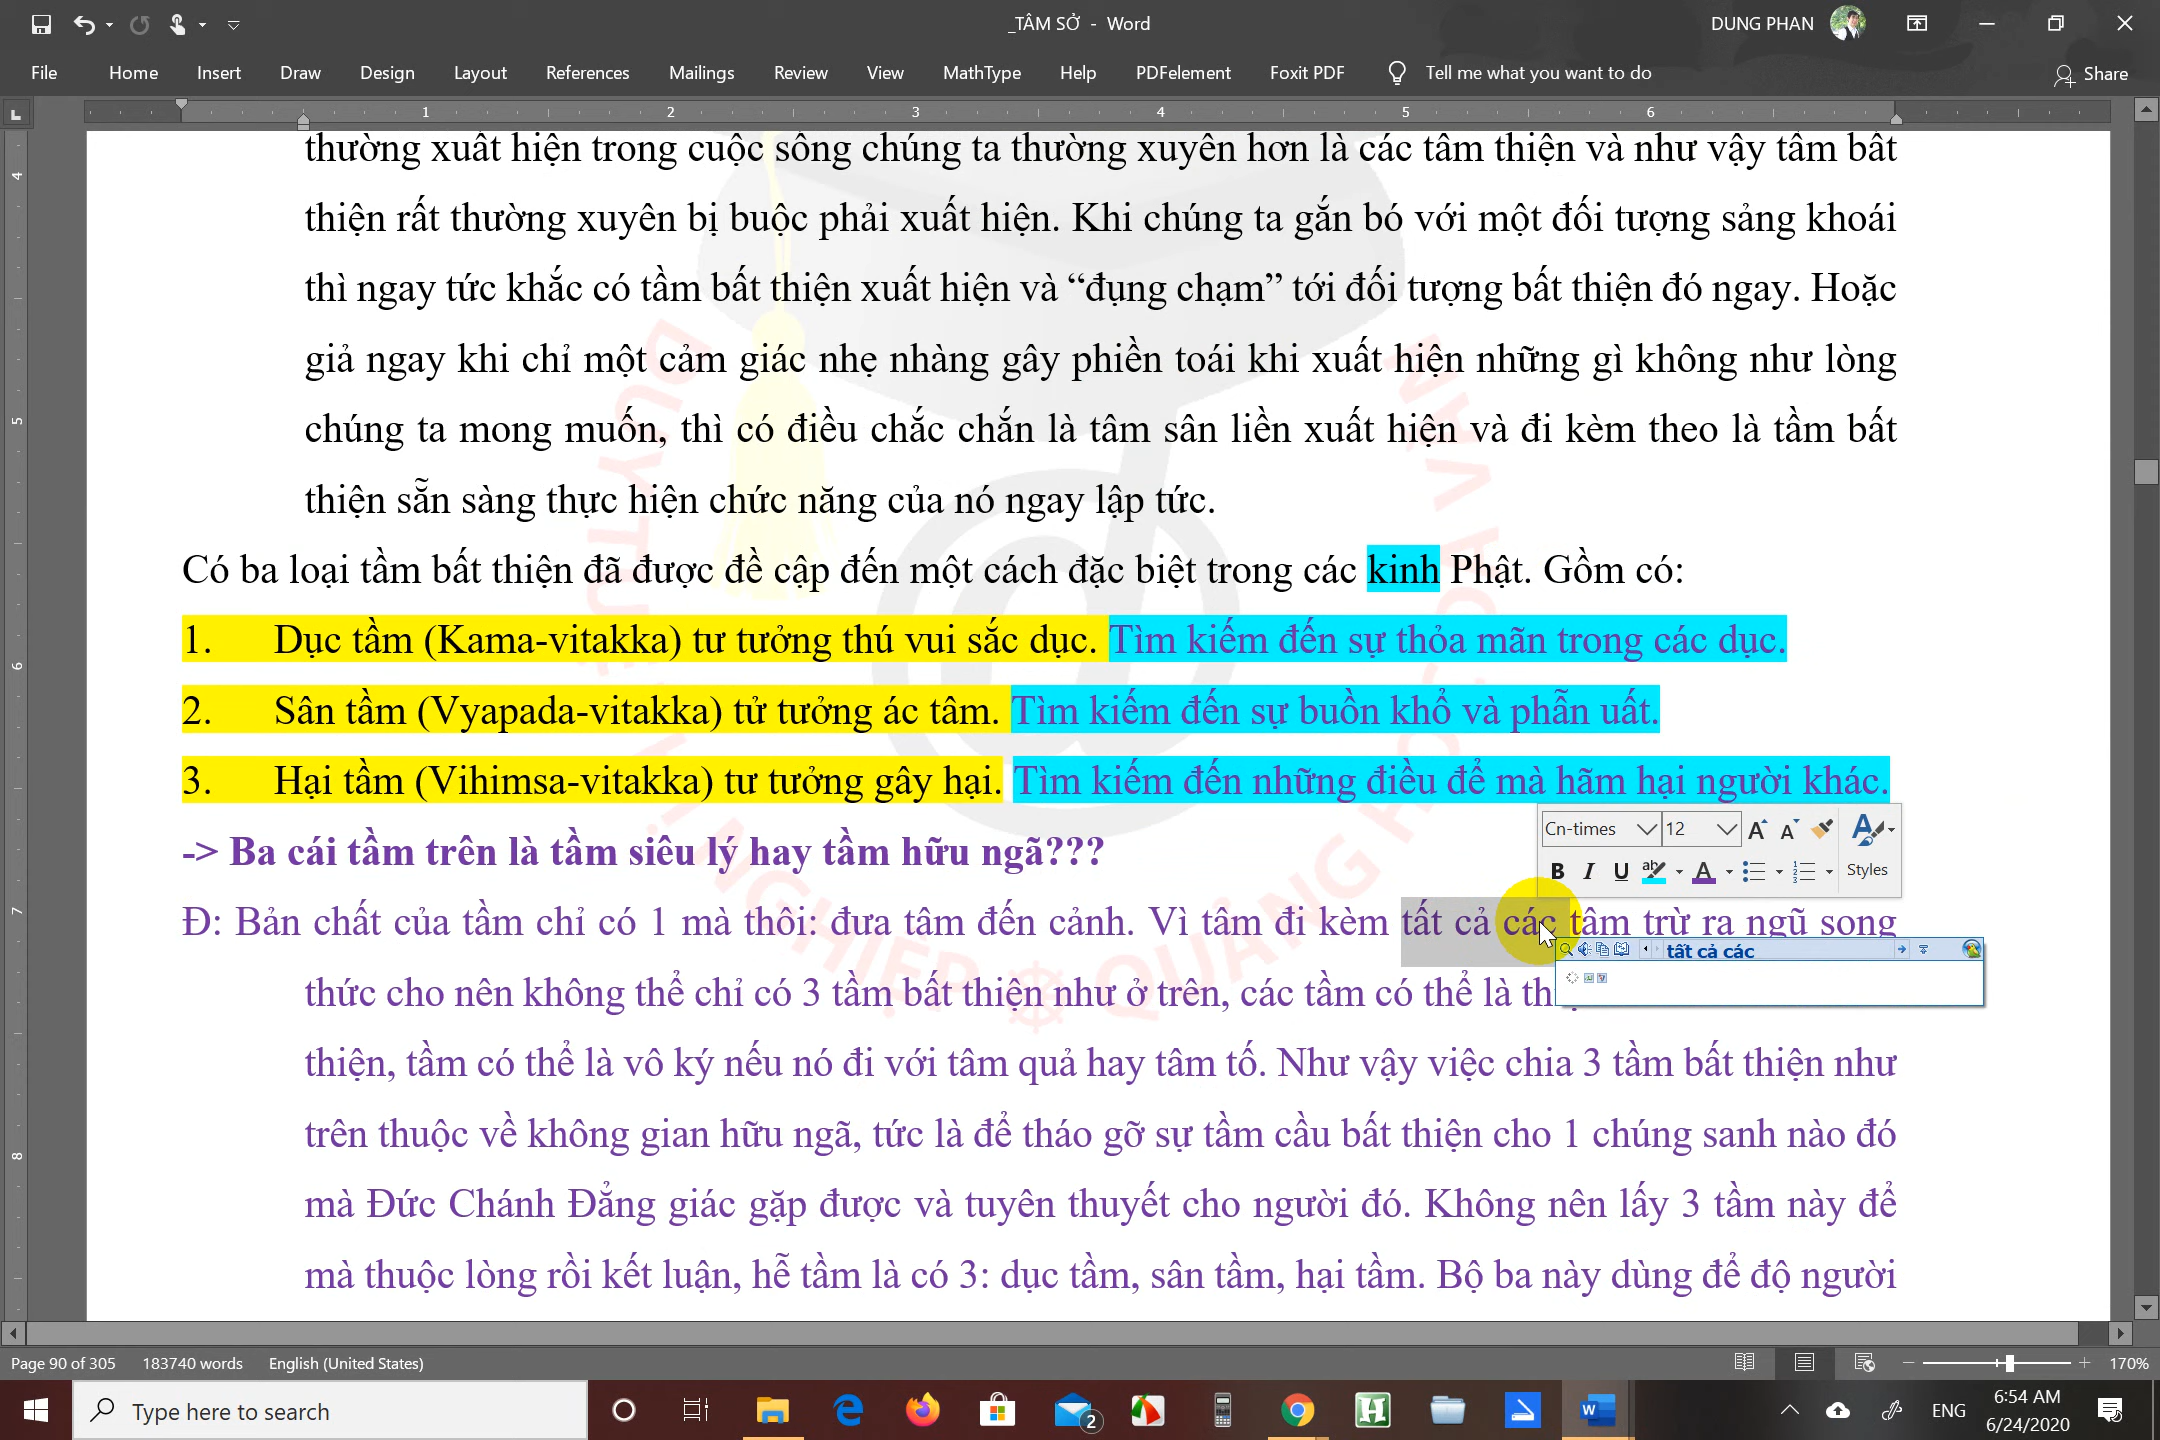 _TÂM SỞ - Word
DUNG PHAN
File Home Insert Draw Design Layout References Mailings Review View MathType Help PDFelement Foxit PDF Tell me what you want to do Share
1 2 3 4 5 6
thường xuất hiện trong cuộc sống chúng ta thường xuyên hơn là các tâm thiện và như vậy tầm bất
thiện rất thường xuyên bị buộc phải xuất hiện. Khi chúng ta gắn bó với một đối tượng sảng khoái
thì ngay tức khắc có tầm bất thiện xuất hiện và “đụng chạm” tới đối tượng bất thiện đó ngay. Hoặc
giả ngay khi chỉ một cảm giác nhẹ nhàng gây phiền toái khi xuất hiện những gì không như lòng
chúng ta mong muốn, thì có điều chắc chắn là tâm sân liền xuất hiện và đi kèm theo là tầm bất
thiện sẵn sàng thực hiện chức năng của nó ngay lập tức.
Có ba loại tầm bất thiện đã được đề cập đến một cách đặc biệt trong các kinh Phật. Gồm có:
1. Dục tầm (Kama-vitakka) tư tưởng thú vui sắc dục. Tìm kiếm đến sự thỏa mãn trong các dục.
2. Sân tầm (Vyapada-vitakka) tử tưởng ác tâm. Tìm kiếm đến sự buồn khổ và phẫn uất.
3. Hại tầm (Vihimsa-vitakka) tư tưởng gây hại. Tìm kiếm đến những điều để mà hãm hại người khác.
-> Ba cái tầm trên là tầm siêu lý hay tầm hữu ngã???
Cn-times 12
B I U Styles
Đ: Bản chất của tầm chỉ có 1 mà thôi: đưa tâm đến cảnh. Vì tâm đi kèm tất cả các tâm trừ ra ngũ song
tất cả các
thức cho nên không thể chỉ có 3 tầm bất thiện như ở trên, các tầm có thể là
thiện, tầm có thể là vô ký nếu nó đi với tâm quả hay tâm tố. Như vậy việc chia 3 tầm bất thiện như
trên thuộc về không gian hữu ngã, tức là để tháo gỡ sự tầm cầu bất thiện cho 1 chúng sanh nào đó
mà Đức Chánh Đẳng giác gặp được và tuyên thuyết cho người đó. Không nên lấy 3 tầm này để
mà thuộc lòng rồi kết luận, hễ tầm là có 3: dục tầm, sân tầm, hại tầm. Bộ ba này dùng để độ người
4
5
6
7
8
Page 90 of 305 183740 words English (United States) 170%
Type here to search
2
ENG
6:54 AM
6/24/2020